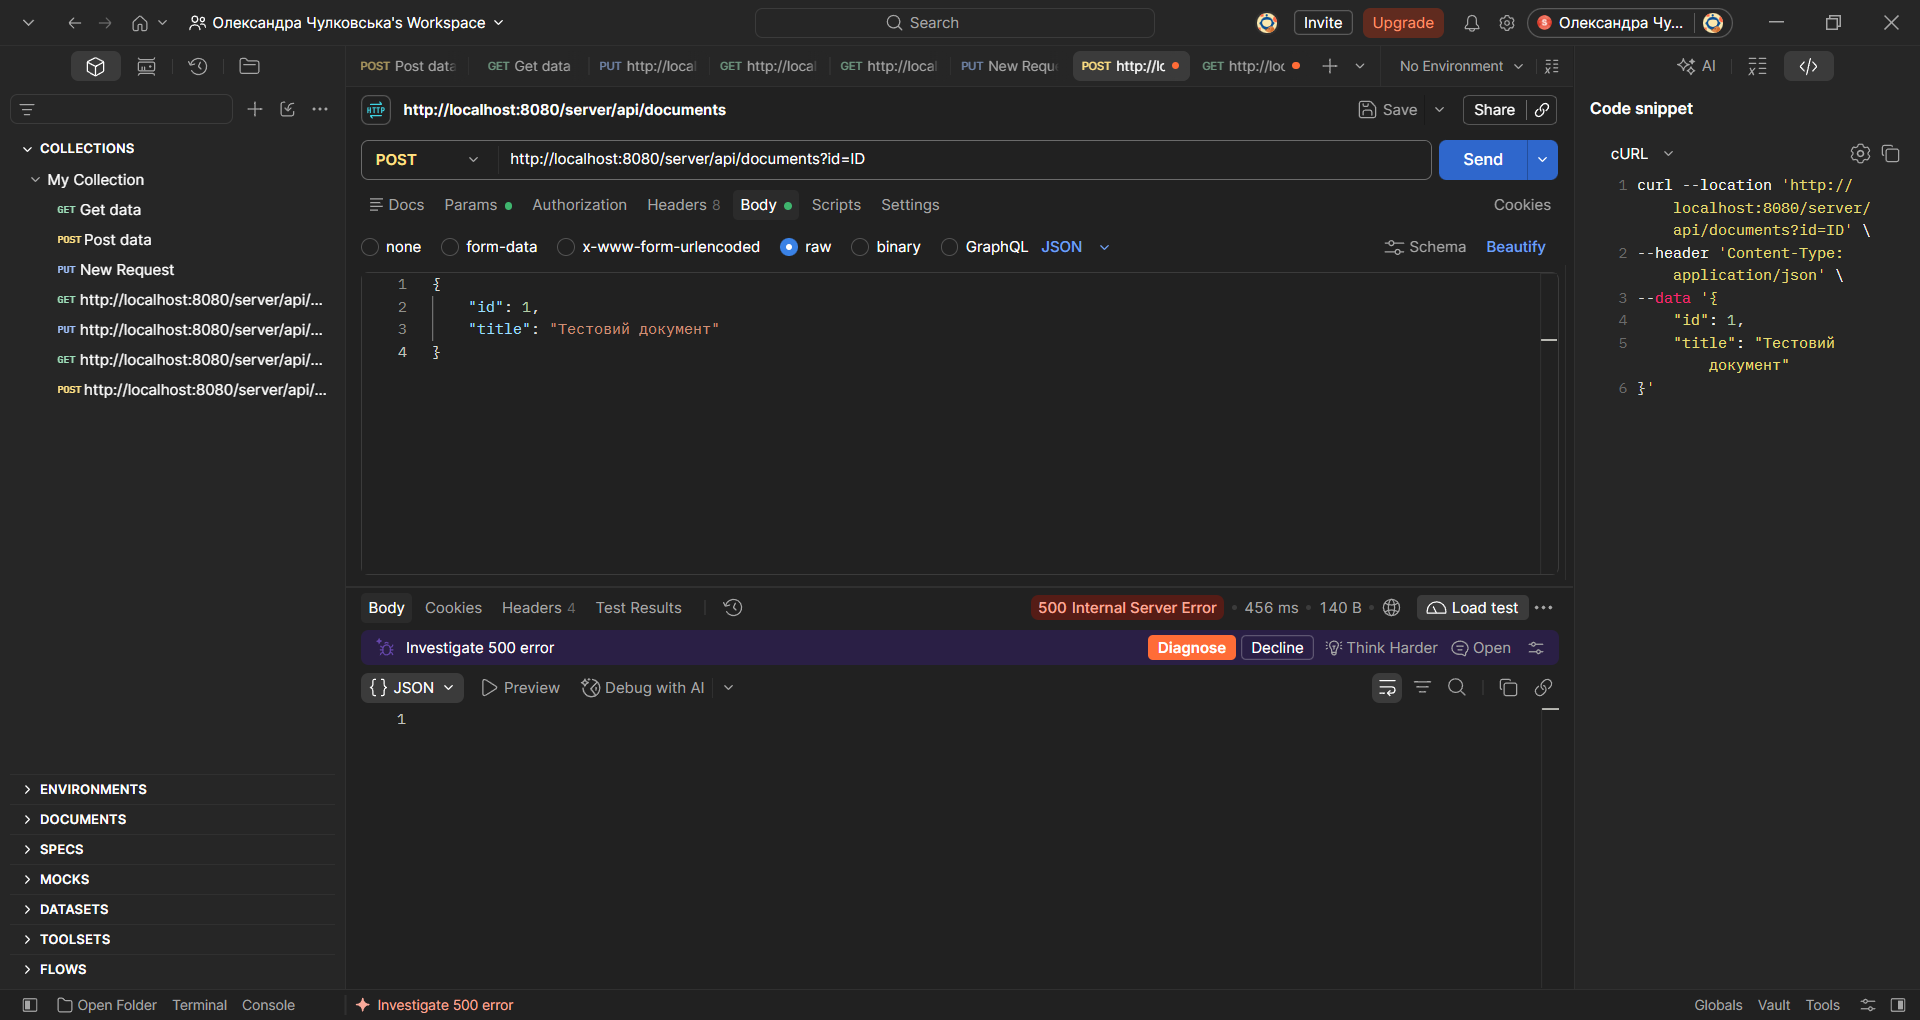 Олександра Чулковська's Workspace
Search
Invite
Upgrade
Олександра Чу...
POST Post data
GET Get data
PUT http://local
GET http://local
GET http://local
PUT New Requ
POST http://lc
GET http://loc
No Environment
AI
http://localhost:8080/server/api/documents
Save
Share
Code snippet
COLLECTIONS
My Collection
GET Get data
POST Post data
PUT New Request
GET http://localhost:8080/server/api/...
PUT http://localhost:8080/server/api/...
GET http://localhost:8080/server/api/...
POST http://localhost:8080/server/api/...
POST
http://localhost:8080/server/api/documents?id=ID
Send
Docs
Params
Authorization
Headers 8
Body
Scripts
Settings
Cookies
none
form-data
x-www-form-urlencoded
raw
binary
GraphQL
JSON
Schema
Beautify
1 {
2 "id": 1,
3 "title": "Тестовий документ"
4 }
cURL
1 curl --location 'http://
localhost:8080/server/
api/documents?id=ID' \
2 --header 'Content-Type:
application/json' \
3 --data '{
4 "id": 1,
5 "title": "Тестовий
документ"
6 }'
Body
Cookies
Headers 4
Test Results
500 Internal Server Error
456 ms
140 B
Load test
Investigate 500 error
Diagnose
Decline
Think Harder
Open
{} JSON
Preview
Debug with AI
1
ENVIRONMENTS
DOCUMENTS
SPECS
MOCKS
DATASETS
TOOLSETS
FLOWS
Open Folder
Terminal
Console
Investigate 500 error
Globals
Vault
Tools